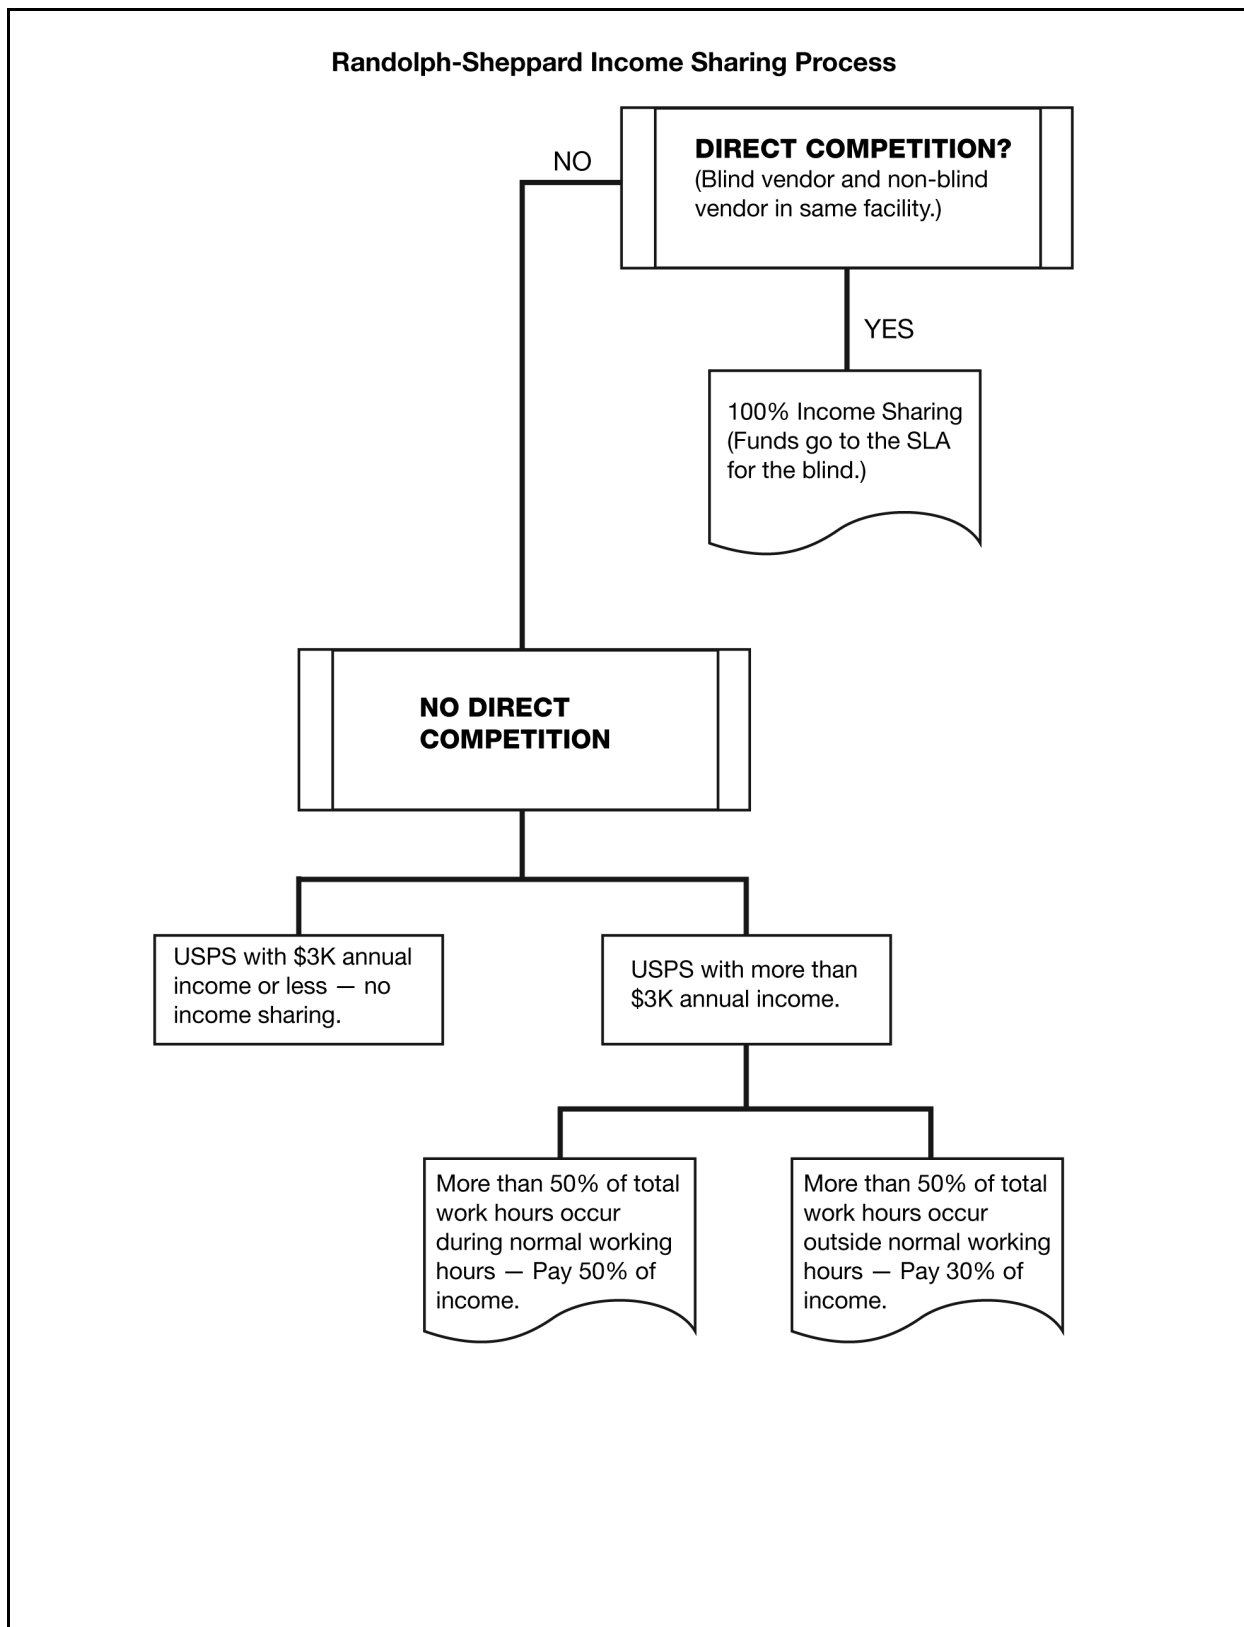 Randolph-Sheppard Income Sharing Process
DIRECT COMPETITION?
(Blind vendor and non-blind
vendor in same facility.)
NO
YES
100% Income Sharing
(Funds go to the SLA
for the blind.)
NO DIRECT
COMPETITION
USPS with $3K annual
income or less — no
income sharing.
USPS with more than
$3K annual income.
More than 50% of total
work hours occur
during normal working
hours — Pay 50% of
income.
More than 50% of total
work hours occur
outside normal working
hours — Pay 30% of
income.